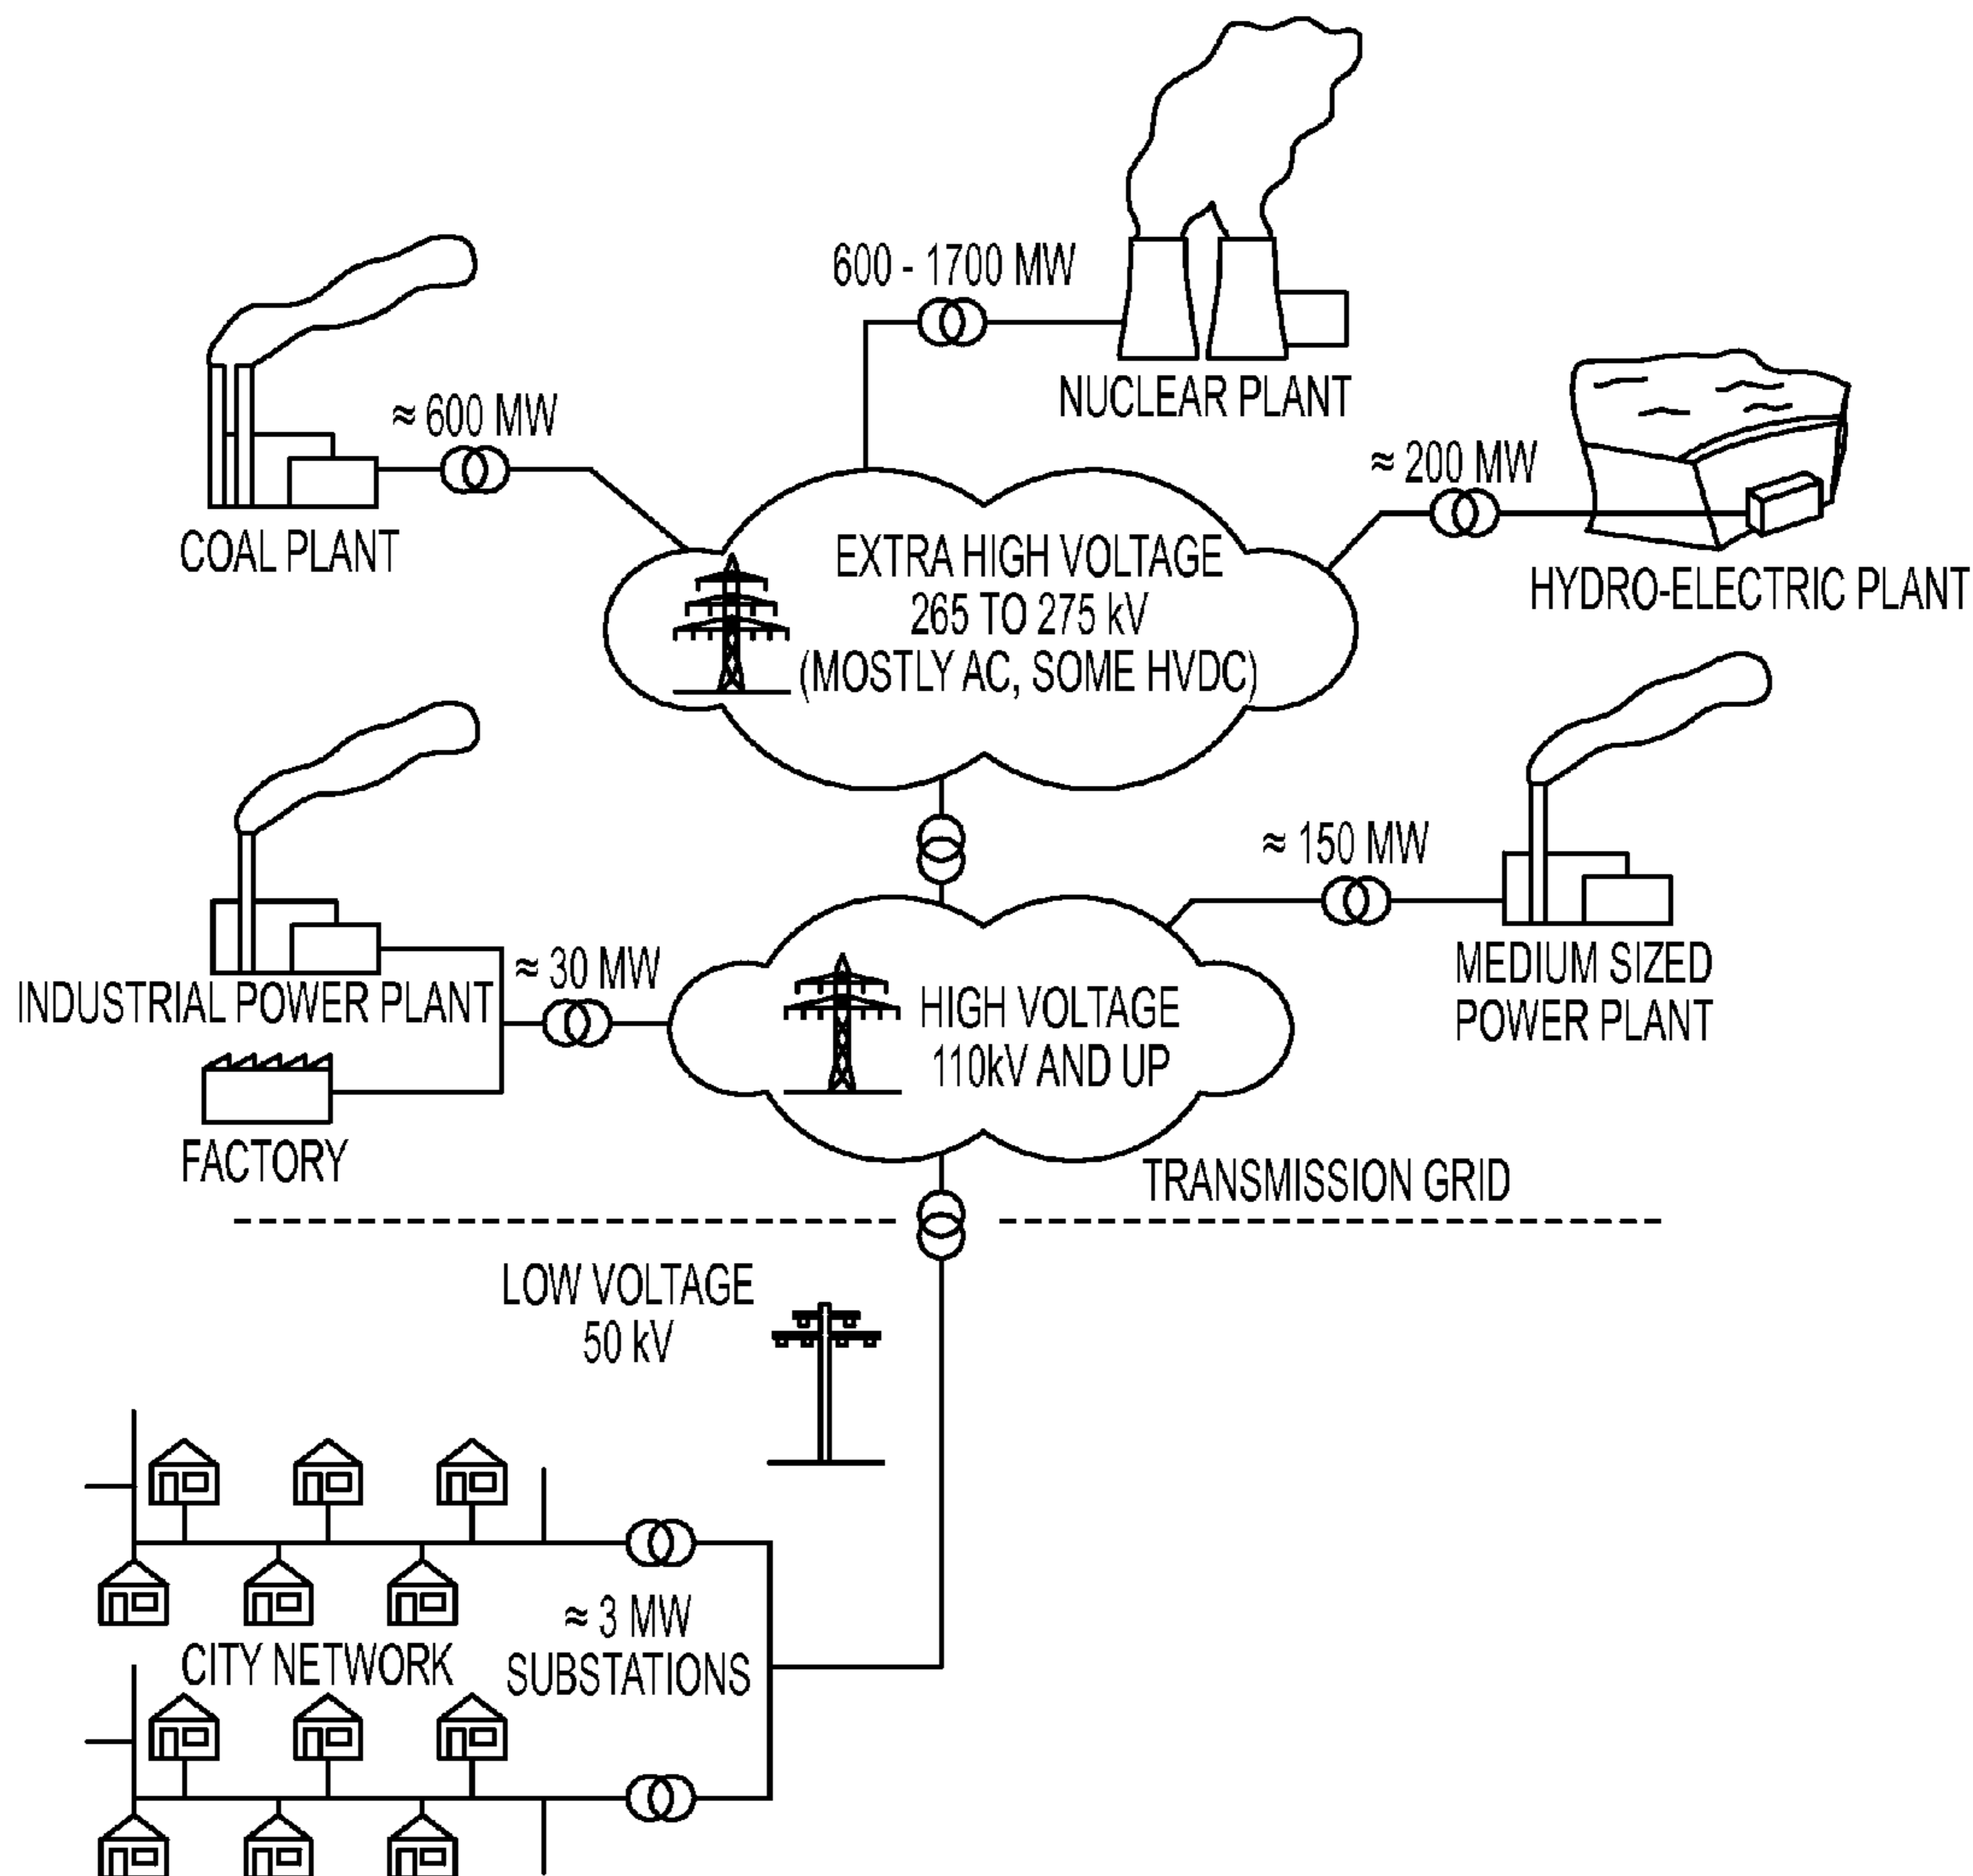 600 - 1700 MW
NUCLEAR PLANT
≈ 600 MW
COAL PLANT
≈ 200 MW
HYDRO-ELECTRIC PLANT
EXTRA HIGH VOLTAGE
265 TO 275 kV
(MOSTLY AC, SOME HVDC)
≈ 150 MW
MEDIUM SIZED
POWER PLANT
INDUSTRIAL POWER PLANT
≈ 30 MW
FACTORY
HIGH VOLTAGE
110kV AND UP
TRANSMISSION GRID
LOW VOLTAGE
50 kV
≈ 3 MW
SUBSTATIONS
CITY NETWORK